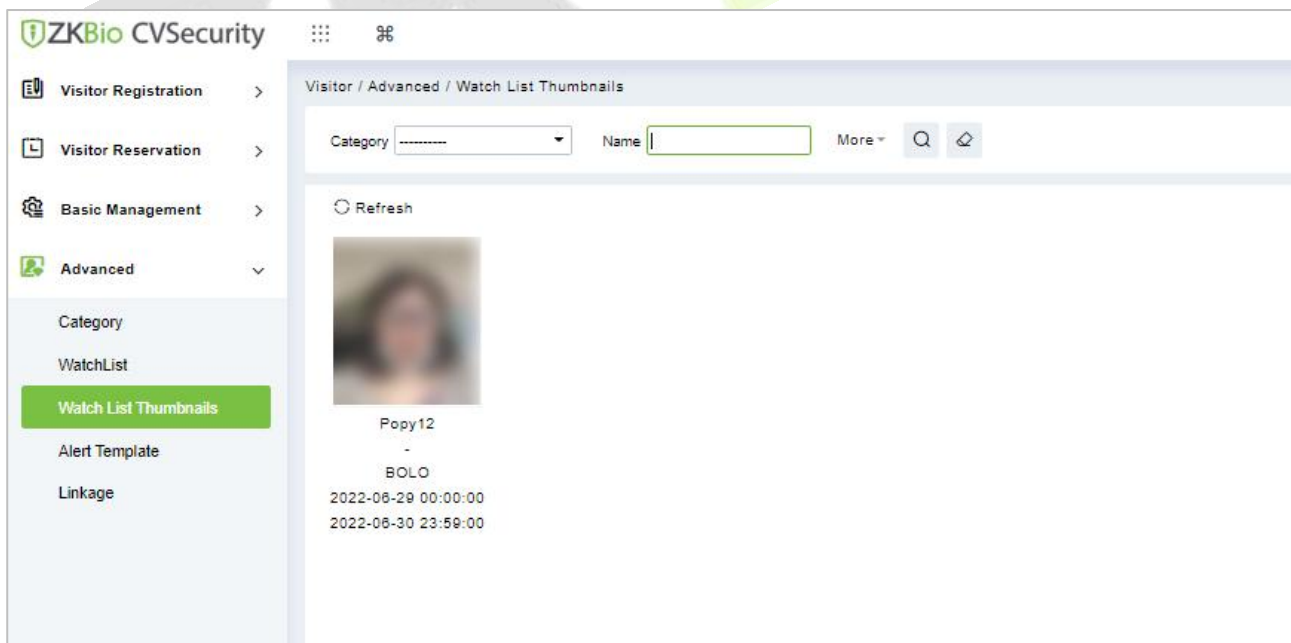 ZKBio CVSecurity
Visitor Registration
Visitor Reservation
Basic Management
Advanced
Category
WatchList
Watch List Thumbnails
Alert Template
Linkage
Visitor / Advanced / Watch List Thumbnails
Category ---------- Name More
Refresh
Popy12
-
BOLO
2022-06-29 00:00:00
2022-06-30 23:59:00